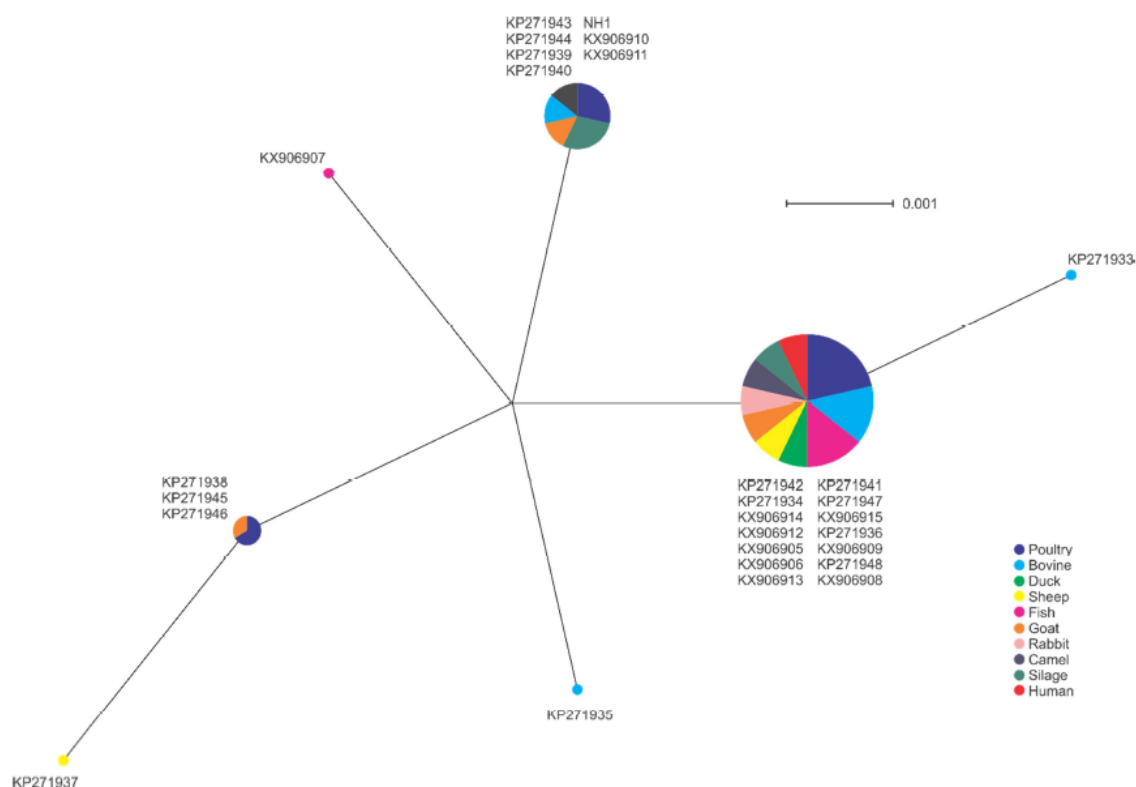 KP271943 NH1
KP271944 KX906910
KP271939 KX906911
KP271940
KX906907
0.001
KP271933
KP271938
KP271945
KP271946
KP271942 KP271941
KP271934 KP271947
KX906914 KX906915
KX906912 KP271936
KX906905 KX906909
KX906906 KP271948
KX906913 KX906908
Poultry
Bovine
Duck
Sheep
Fish
Goat
Rabbit
Camel
Silage
Human
KP271935
KP271937